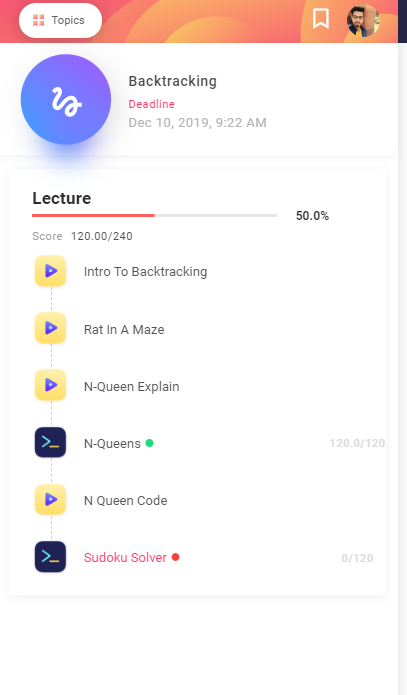 Topics
Backtracking
Deadline
Dec 10, 2019, 9:22 AM
Lecture
50.0%
Score 120.00/240
Intro To Backtracking
Rat In A Maze
N-Queen Explain
N-Queens 120.0/120
N Queen Code
Sudoku Solver 0/120